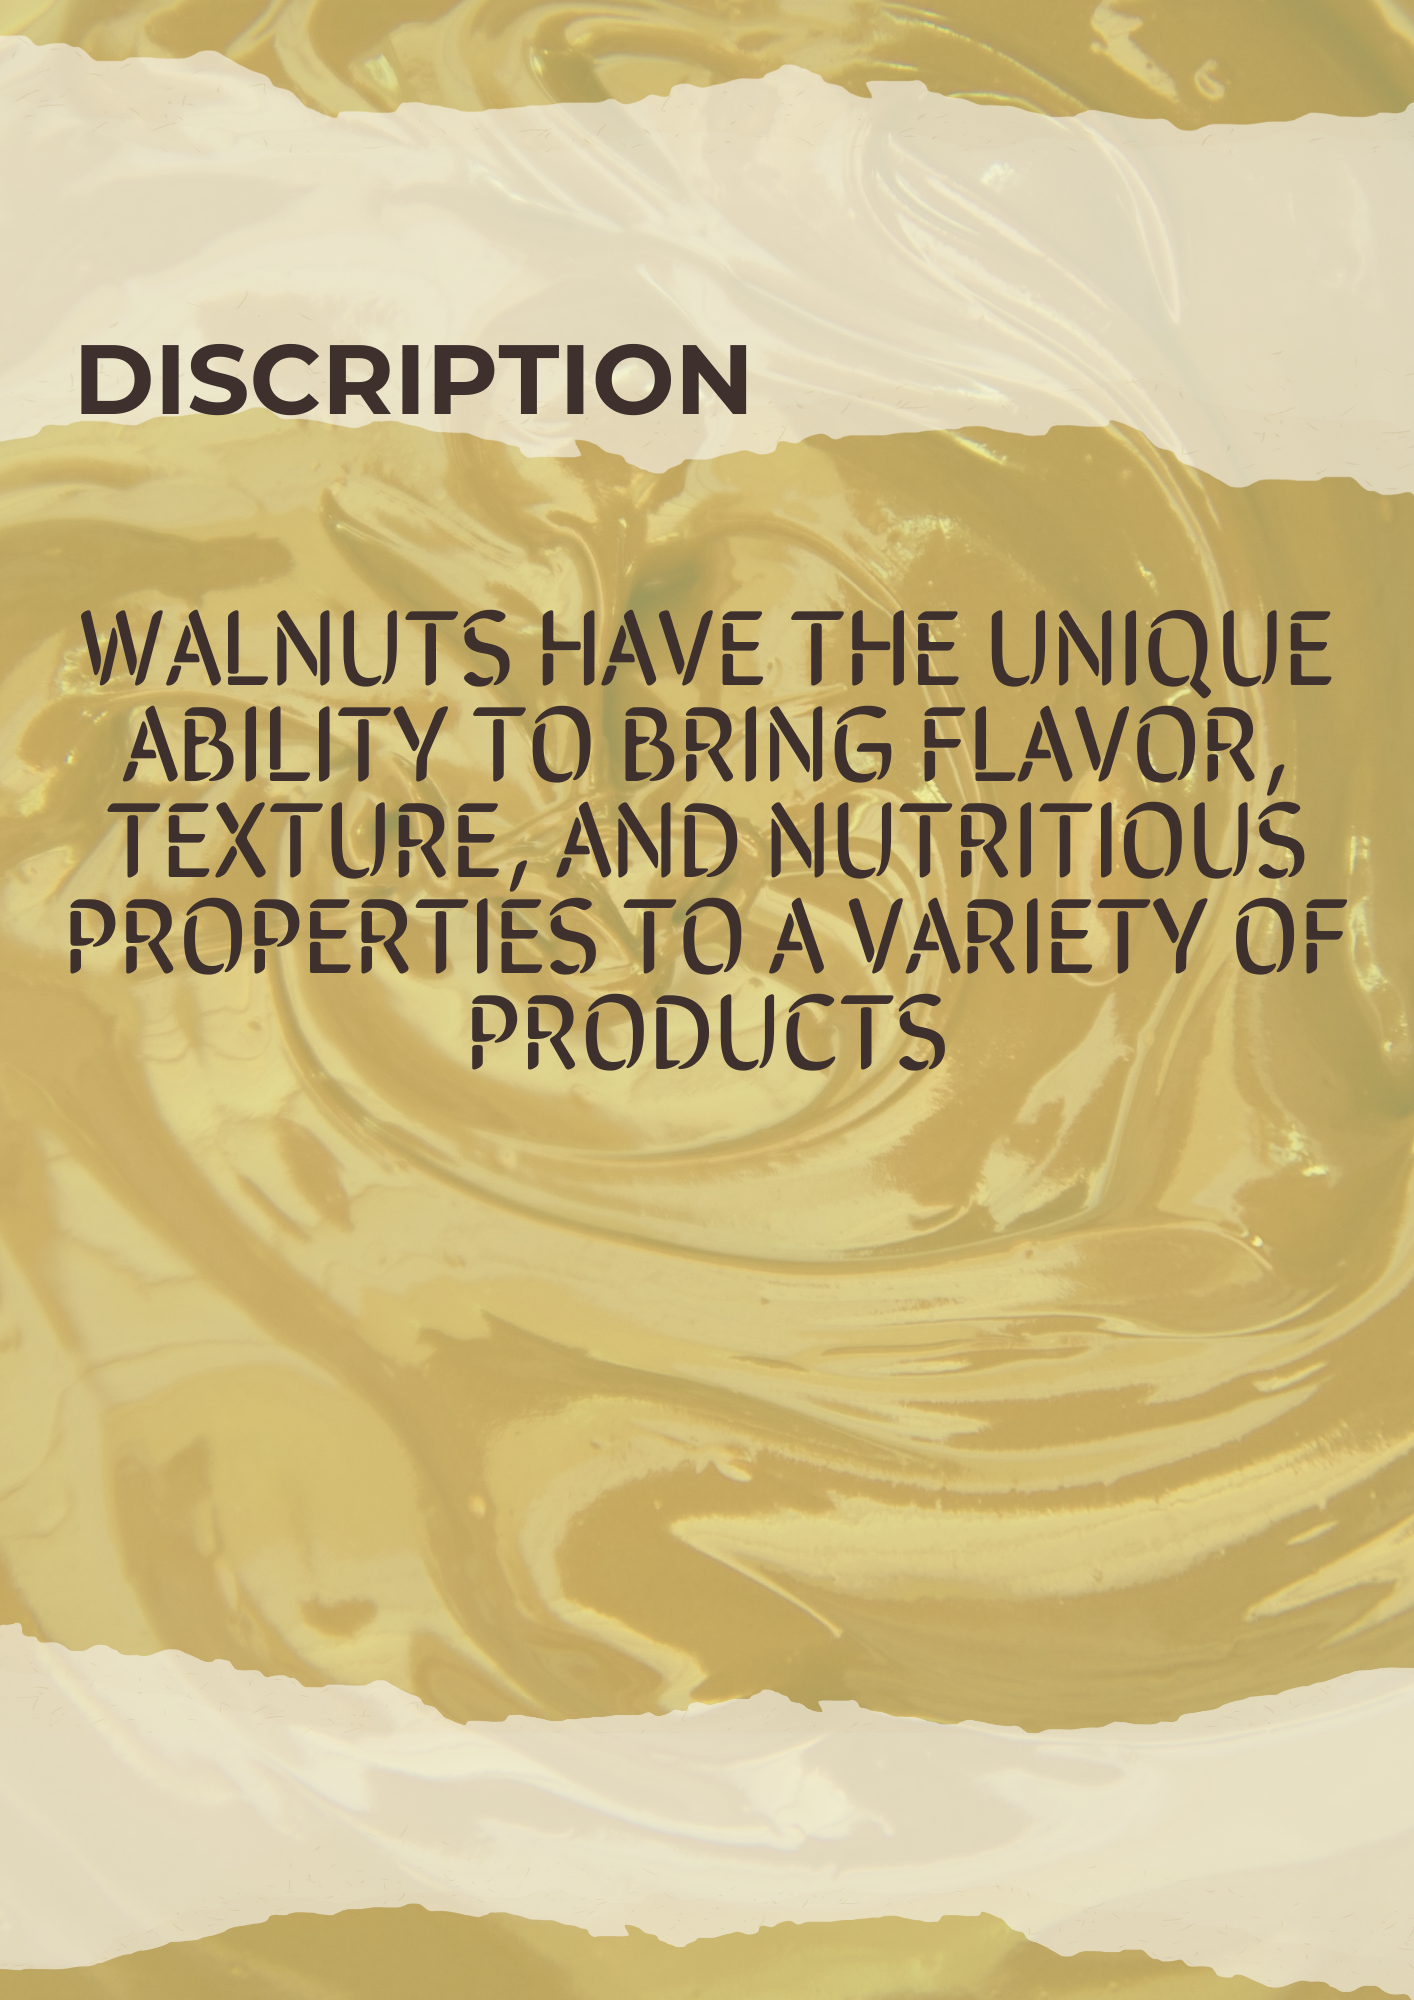 DISCRIPTION
WALNUTS HAVE THE UNIQUE
ABILITY TO BRING FLAVOR,
TEXTURE, AND NUTRITIOUS
PROPERTIES TO A VARIETY OF
PRODUCTS